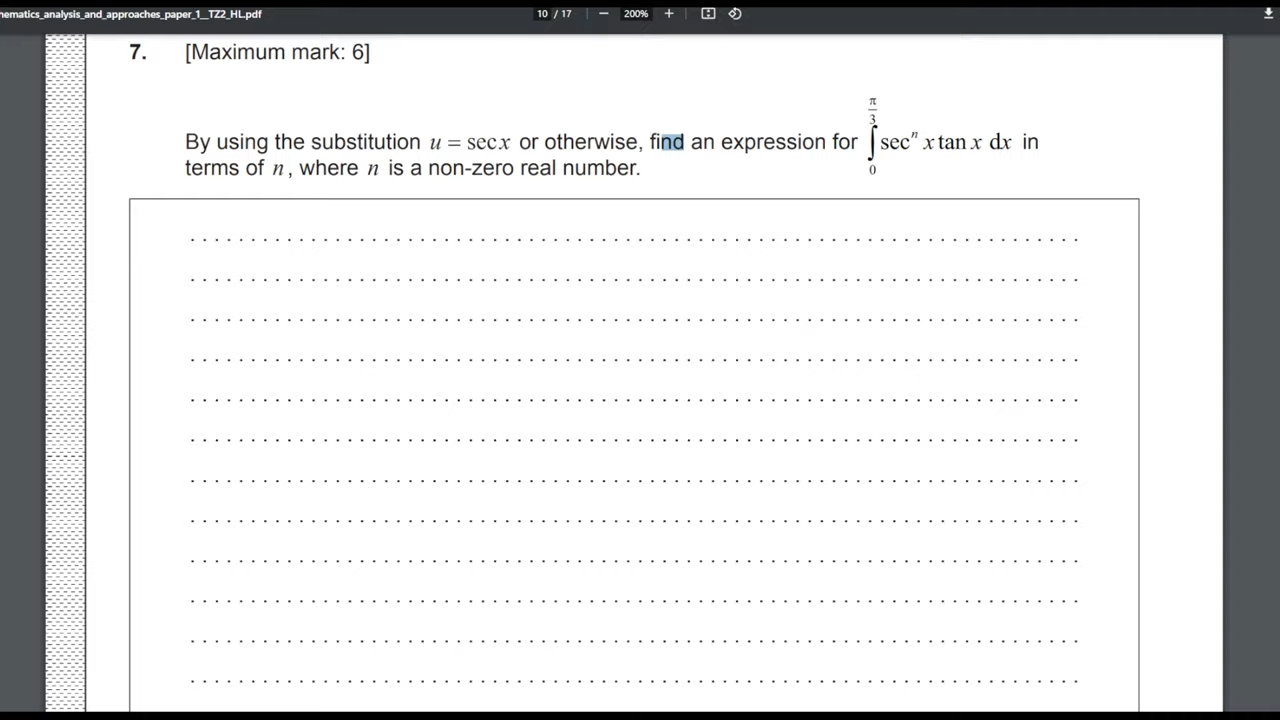 hematics_analysis_and_approaches_paper_1__TZ2_HL.pdf
10 / 17
200%
7. [Maximum mark: 6]
By using the substitution u = sec x or otherwise, find an expression for ∫₀^(π/3) secⁿ x tan x dx in
terms of n, where n is a non-zero real number.